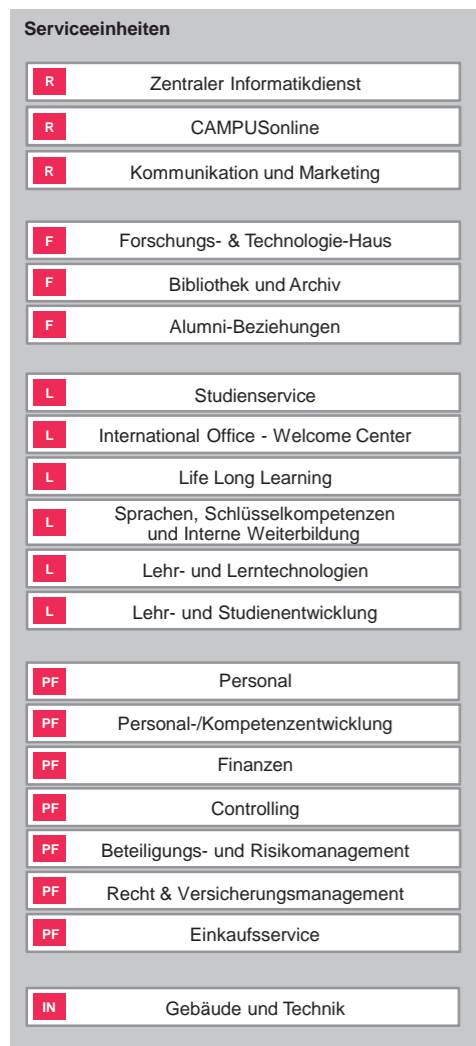 Serviceeinheiten
R Zentraler Informatikdienst
R CAMPUSonline
R Kommunikation und Marketing
F Forschungs- & Technologie-Haus
F Bibliothek und Archiv
F Alumni-Beziehungen
L Studienservice
L International Office - Welcome Center
L Life Long Learning
L Sprachen, Schlüsselkompetenzen
und Interne Weiterbildung
L Lehr- und Lerntechnologien
L Lehr- und Studienentwicklung
PF Personal
PF Personal-/Kompetenzentwicklung
PF Finanzen
PF Controlling
PF Beteiligungs- und Risikomanagement
PF Recht & Versicherungsmanagement
PF Einkaufsservice
IN Gebäude und Technik